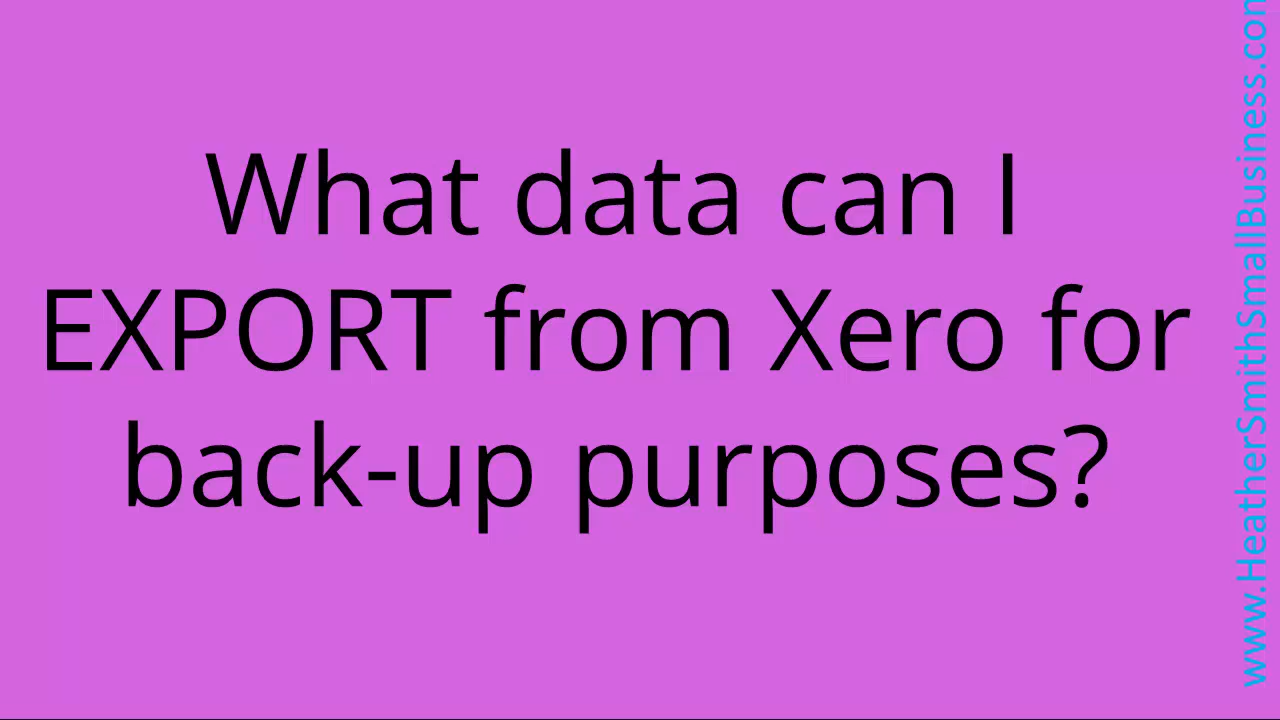 What data can I
EXPORT from Xero for
back-up purposes?
www.HeatherSmithSmallBusiness.com